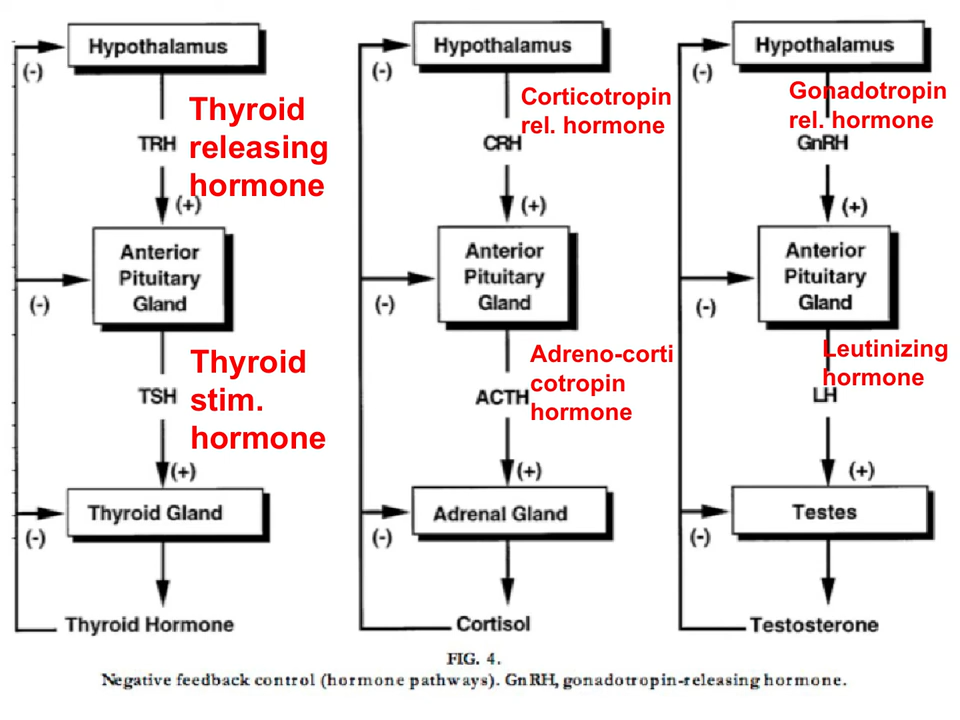 Hypothalamus
(-)
TRH
Thyroid
releasing
hormone
(+)
Anterior
Pituitary
Gland
(-)
TSH
Thyroid
stim.
hormone
(+)
Thyroid Gland
(-)
Thyroid Hormone
Hypothalamus
(-)
Corticotropin
rel. hormone
CRH
(+)
Anterior
Pituitary
Gland
(-)
Adreno-corti
cotropin
hormone
ACTH
(+)
Adrenal Gland
(-)
Cortisol
Hypothalamus
(-)
Gonadotropin
rel. hormone
GnRH
(+)
Anterior
Pituitary
Gland
(-)
Leutinizing
hormone
LH
(+)
Testes
(-)
Testosterone
FIG. 4.
Negative feedback control (hormone pathways). GnRH, gonadotropin-releasing hormone.